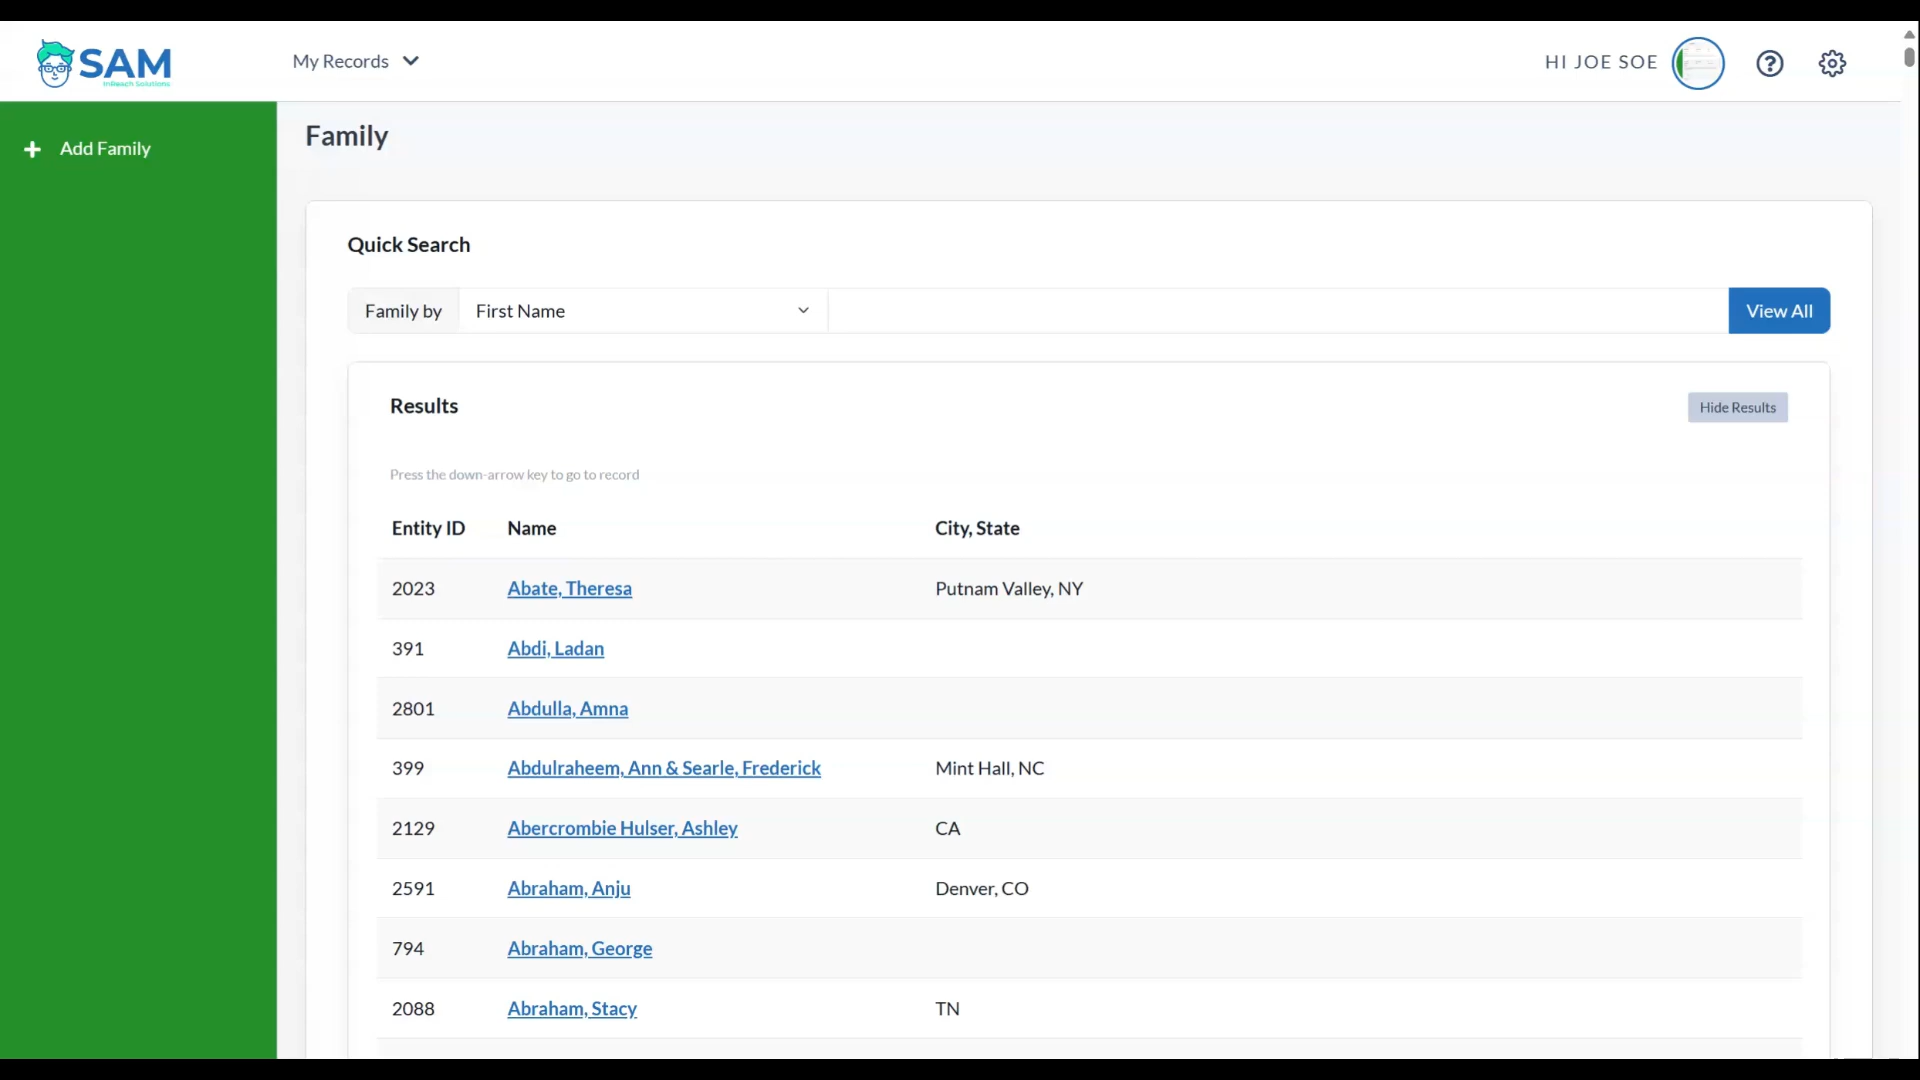 SAM
InReach Solutions
My Records
HI JOE SOE
Add Family
Family
Quick Search
Family by First Name View All
Results Hide Results
Press the down-arrow key to go to record
Entity ID Name City, State
2023 Abate, Theresa Putnam Valley, NY
391 Abdi, Ladan
2801 Abdulla, Amna
399 Abdulraheem, Ann & Searle, Frederick Mint Hall, NC
2129 Abercrombie Hulser, Ashley CA
2591 Abraham, Anju Denver, CO
794 Abraham, George
2088 Abraham, Stacy TN